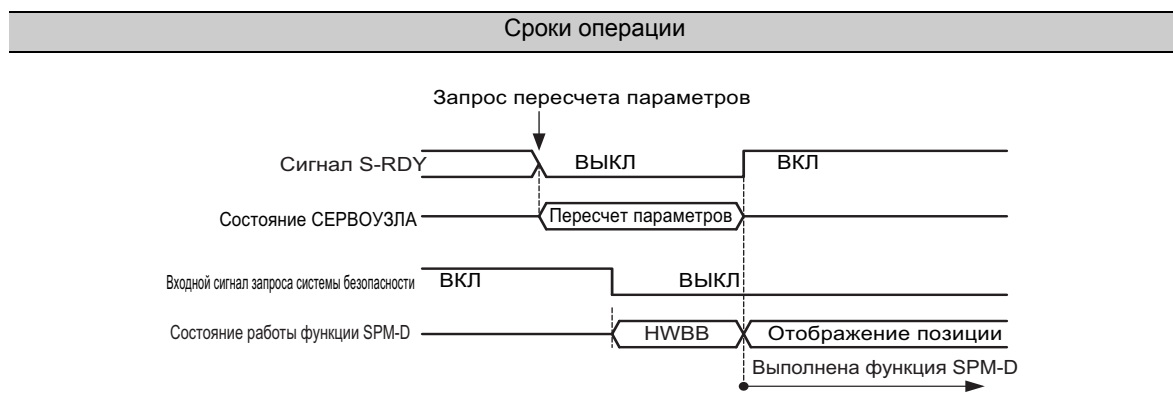 Сроки операции
Запрос пересчета параметров
Сигнал S-RDY ВЫКЛ ВКЛ
Состояние СЕРВОУЗЛА Пересчет параметров
Входной сигнал запроса системы безопасности ВКЛ ВЫКЛ
Состояние работы функции SPM-D HWBB Отображение позиции
Выполнена функция SPM-D